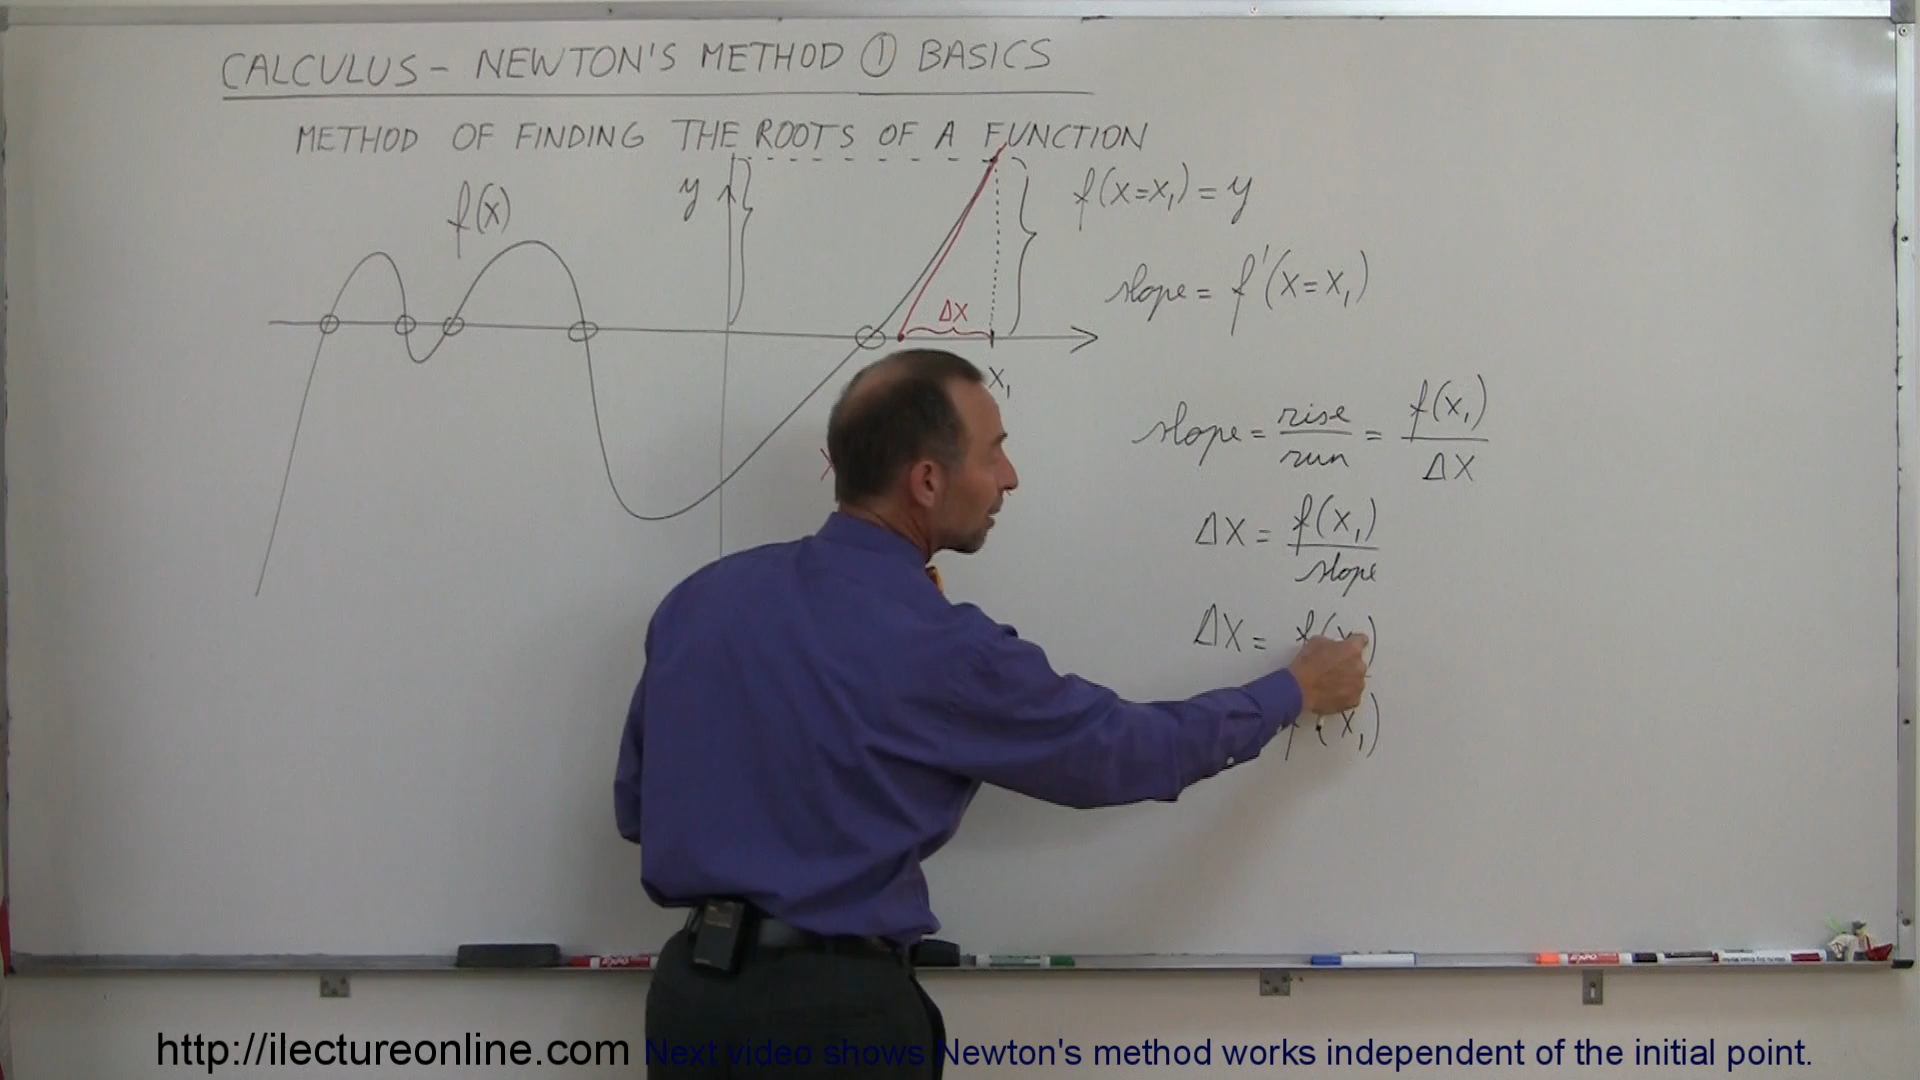 CALCULUS - NEWTON'S METHOD ① BASICS
METHOD OF FINDING THE ROOTS OF A FUNCTION
f(x)
y
f(x=x₁) = y
slope = f'(x=x₁)
Δx
x₁
x
slope = rise/run = f(x₁)/Δx
Δx = f(x₁)/slope
Δx =
http://ilectureonline.com Next video shows Newton's method works independent of the initial point.